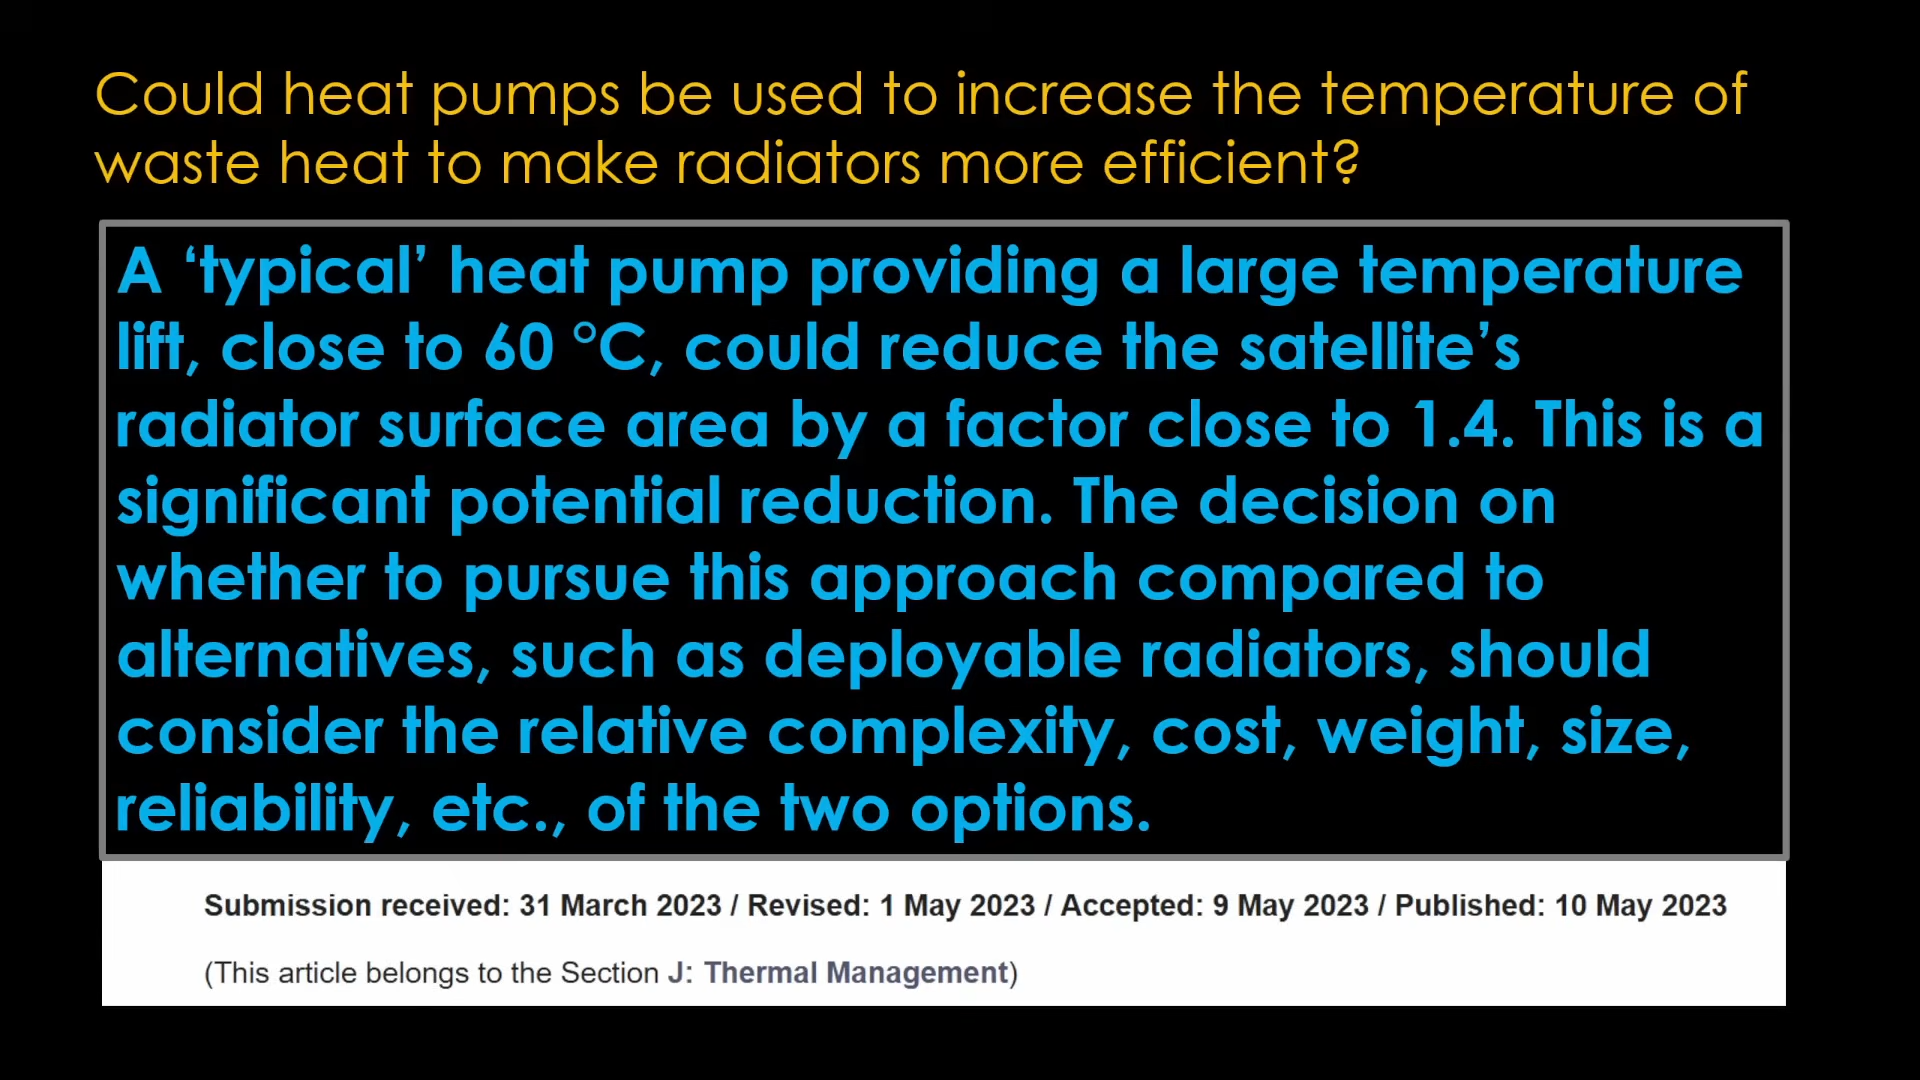 Could heat pumps be used to increase the temperature of
waste heat to make radiators more efficient?
A ‘typical’ heat pump providing a large temperature
lift, close to 60 °C, could reduce the satellite’s
radiator surface area by a factor close to 1.4. This is a
significant potential reduction. The decision on
whether to pursue this approach compared to
alternatives, such as deployable radiators, should
consider the relative complexity, cost, weight, size,
reliability, etc., of the two options.
Submission received: 31 March 2023 / Revised: 1 May 2023 / Accepted: 9 May 2023 / Published: 10 May 2023
(This article belongs to the Section J: Thermal Management)